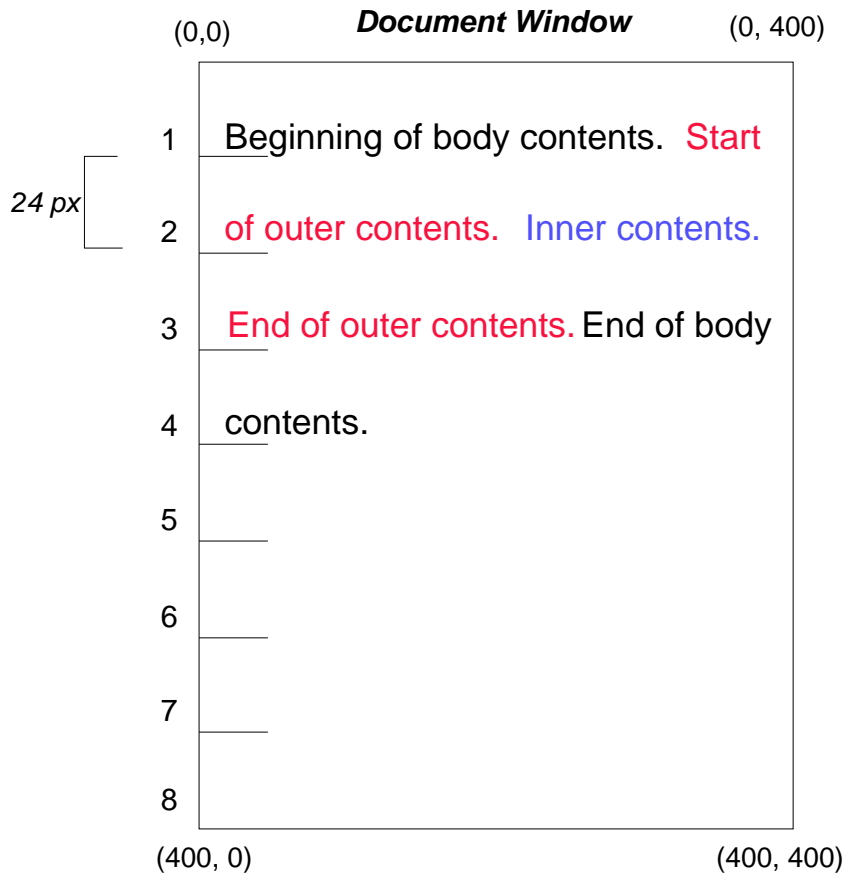 Document Window
(0,0) (0, 400)
1 Beginning of body contents. Start
24 px
2 of outer contents. Inner contents.
3 End of outer contents. End of body
4 contents.
5
6
7
8
(400, 0) (400, 400)